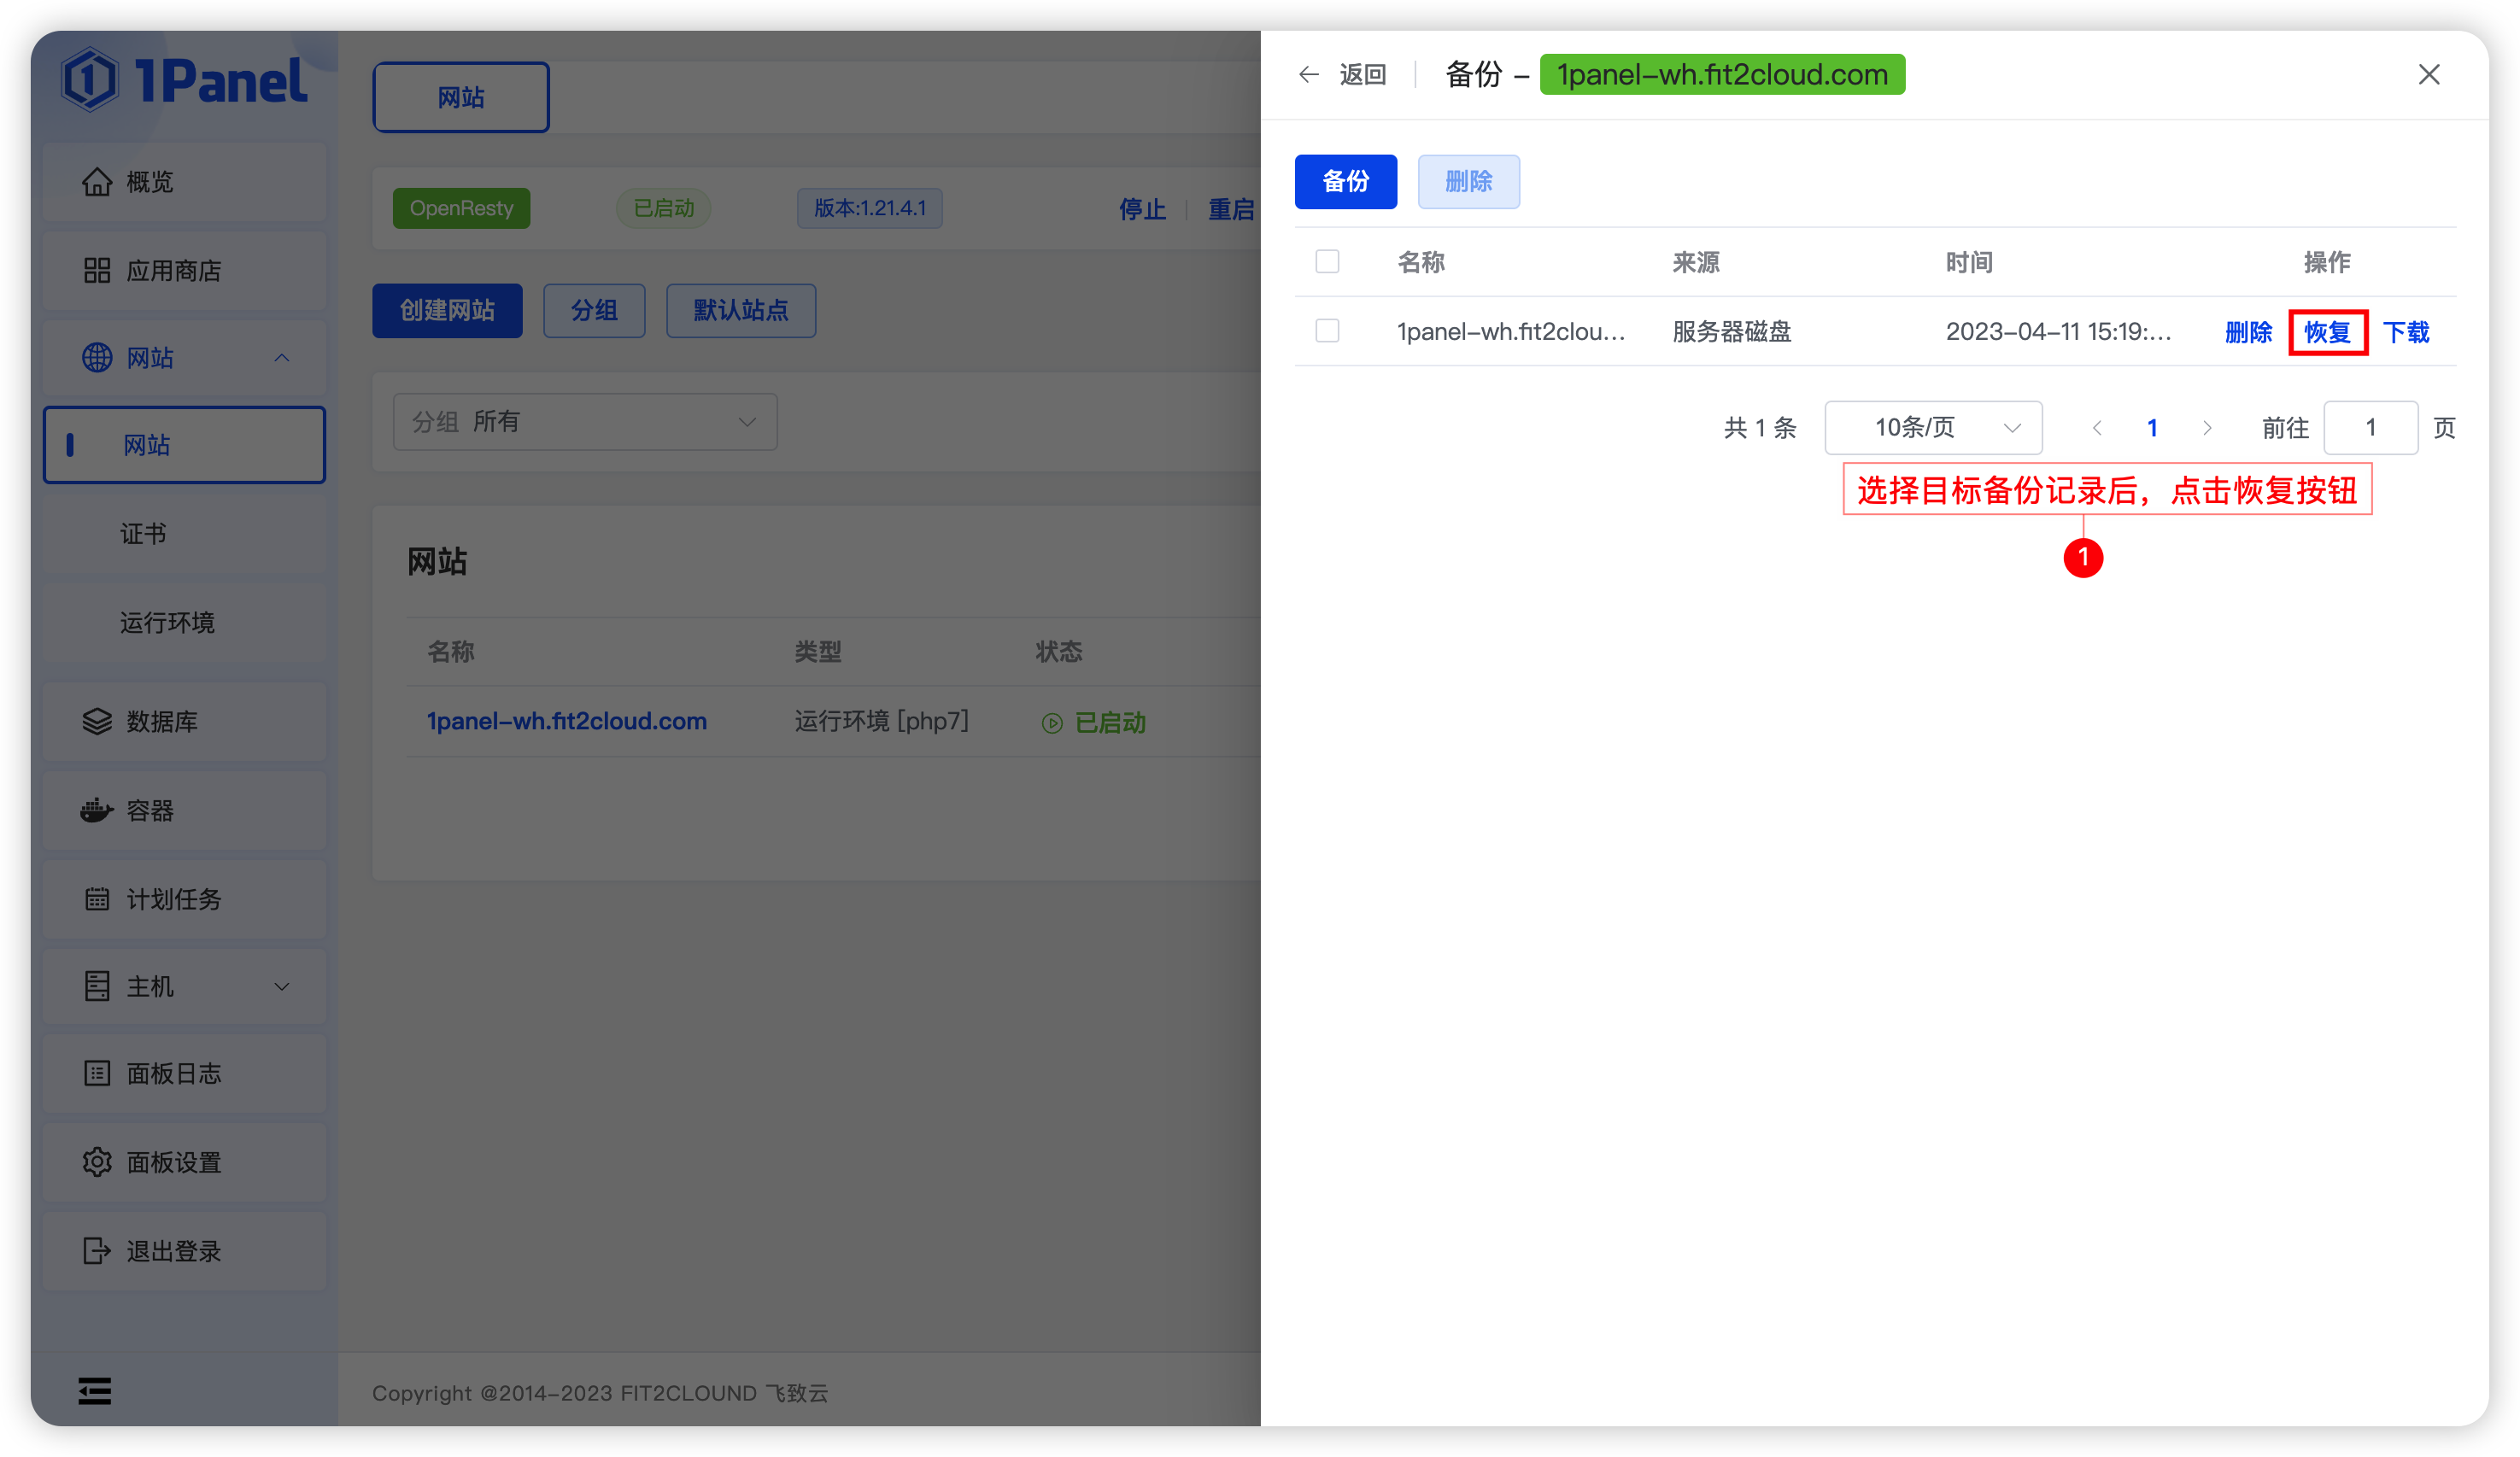 1Panel
概览
应用商店
网站
网站
证书
运行环境
数据库
容器
计划任务
主机
面板日志
面板设置
退出登录
网站
OpenResty 已启动 版本:1.21.4.1 停止 重启
创建网站 分组 默认站点
分组 所有
网站
名称 类型 状态
1panel-wh.fit2cloud.com 运行环境 [php7] 已启动
Copyright @2014-2023 FIT2CLOUND 飞致云
返回 备份 - 1panel-wh.fit2cloud.com
备份 删除
名称 来源 时间 操作
1panel-wh.fit2clou... 服务器磁盘 2023-04-11 15:19:... 删除 恢复 下载
共 1 条 10条/页 1 前往 1 页
选择目标备份记录后，点击恢复按钮
1